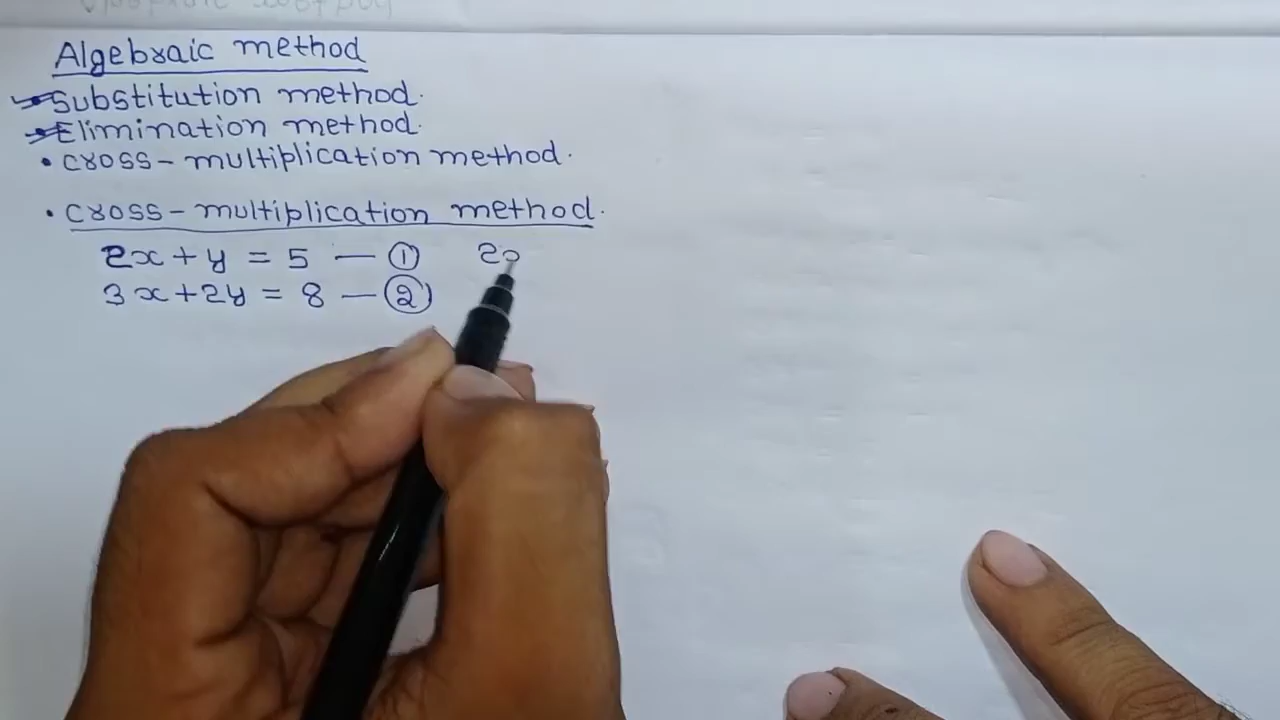 Algebraic method
Substitution method.
Elimination method.
• cross-multiplication method.
• cross-multiplication method.
2x + y = 5 — ① 2x
3x + 2y = 8 — ②